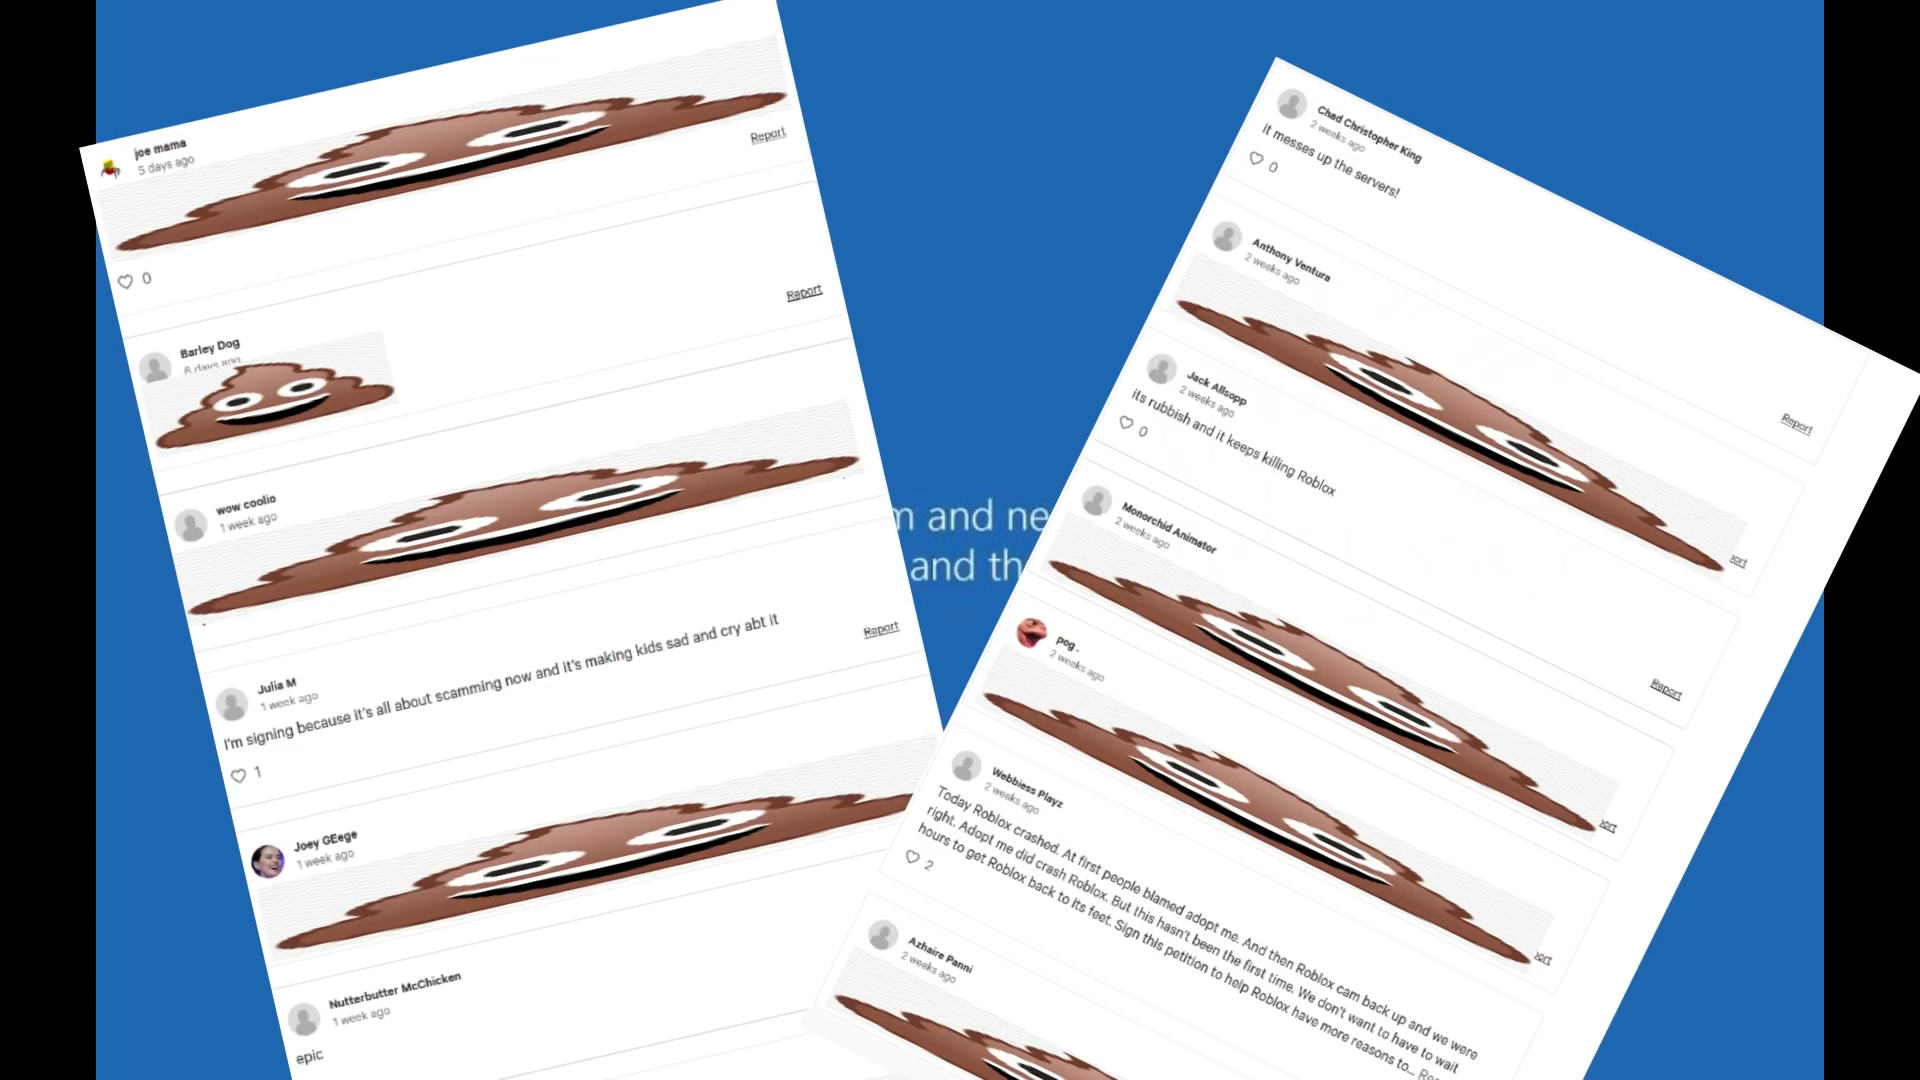 joe mama
5 days ago
Report
0
Report
Barley Dog
6 days ago
wow coolio
1 week ago
Julia M
1 week ago
Report
I'm signing because it's all about scamming now and it's making kids sad and cry abt it
1
Joey GEege
1 week ago
Nutterbutter McChicken
1 week ago
epic
m and ne
and th
Chad Christopher King
2 weeks ago
it messes up the servers!
0
Anthony Ventura
2 weeks ago
Report
Jack Allsopp
2 weeks ago
its rubbish and it keeps killing Roblox
0
ort
Monorchid Animator
2 weeks ago
Report
pog .
2 weeks ago
ort
Webbiess Playz
2 weeks ago
Today Roblox crashed. At first people blamed adopt me. And then Roblox cam back up and we were
right. Adopt me did crash Roblox. But this hasn't been the first time. We don't want to have to wait
hours to get Roblox back to its feet. Sign this petition to help Roblox have more reasons to...
2
ort
Azhaire Panni
2 weeks ago